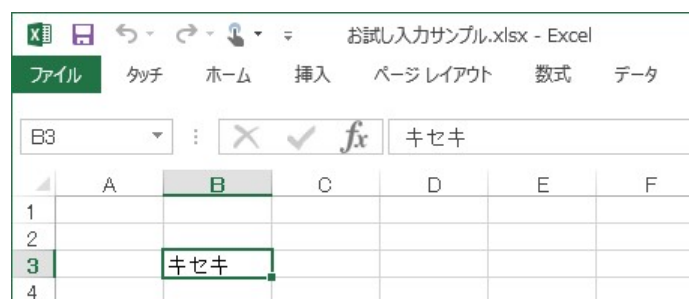 お試し入力サンプル.xlsx - Excel
ファイル タッチ ホーム 挿入 ページ レイアウト 数式 データ
B3 fx キセキ
A B C D E F
1
2
3 キセキ
4